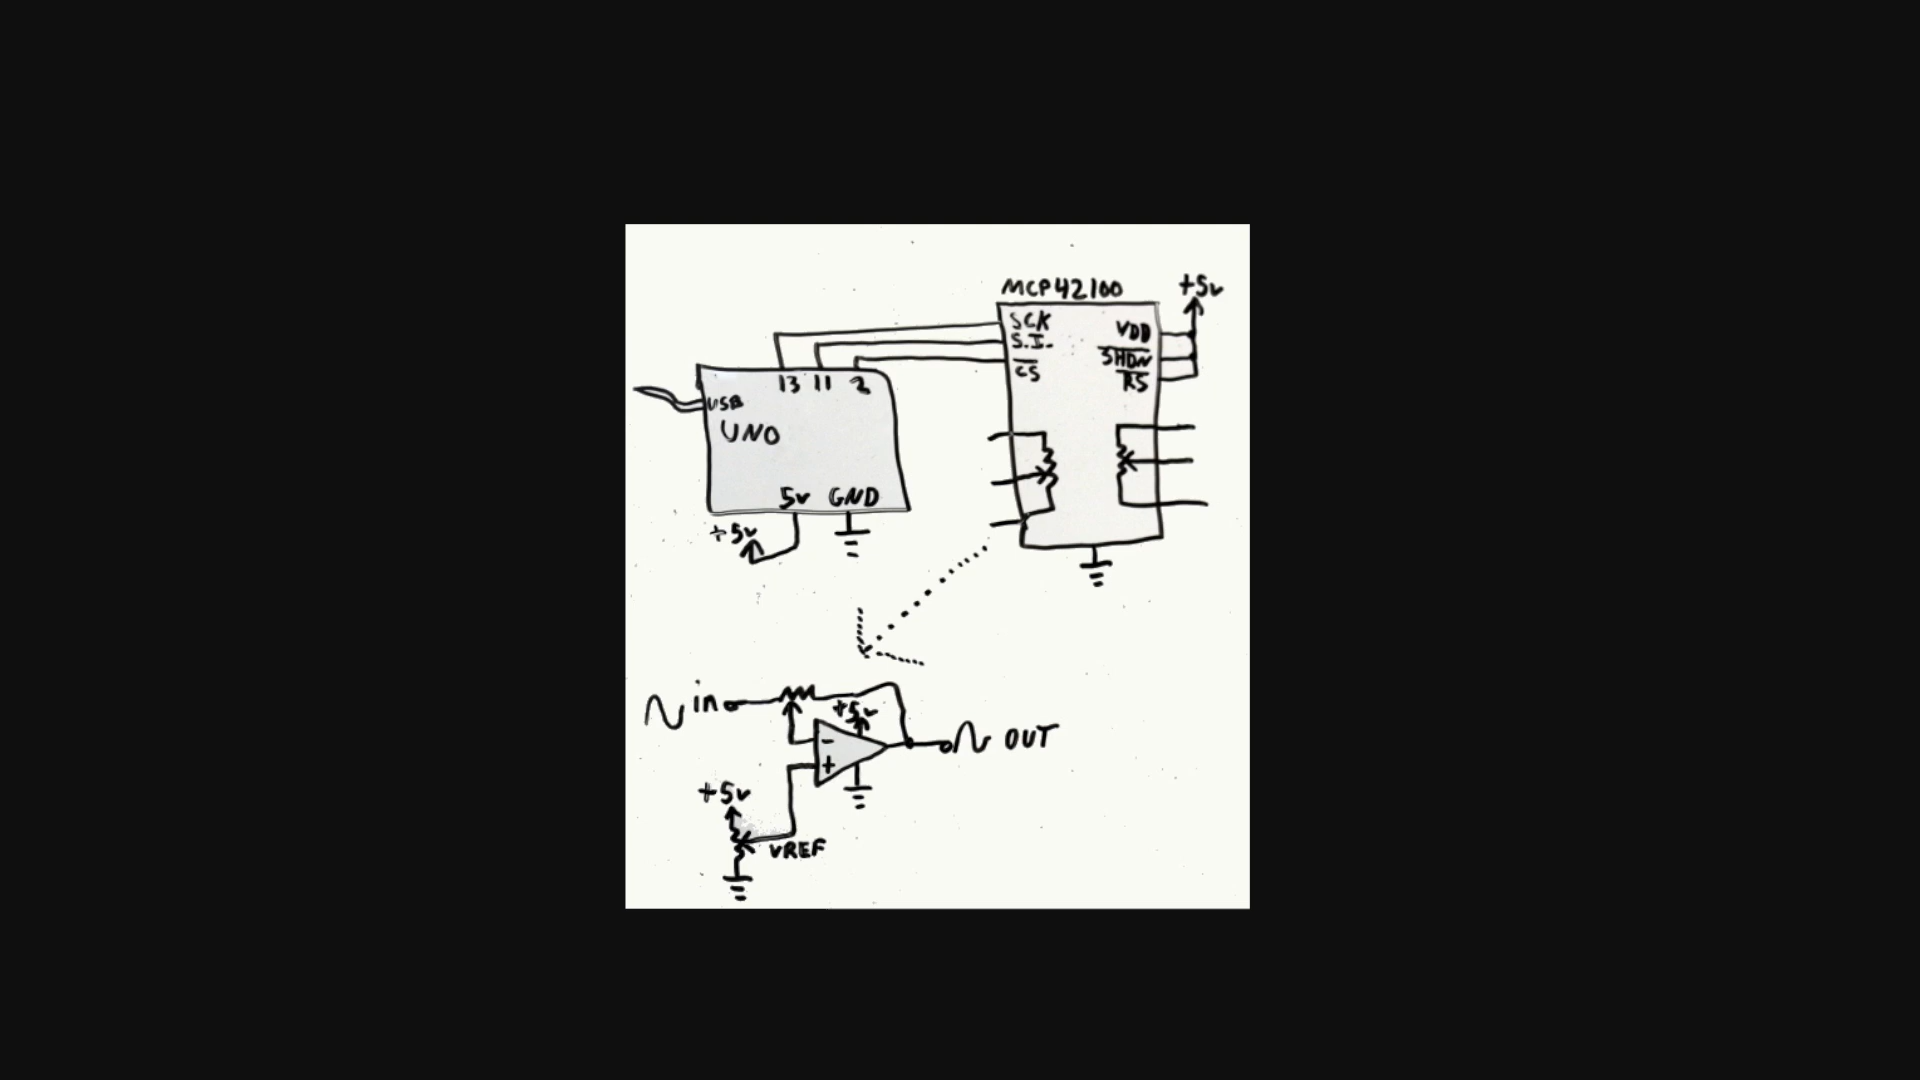 MCP42100
+5v
SCK
S.I.
CS
VDD
SHDN
RS
13 11 2
USB
UNO
5v GND
+5v
in
+5v
-
+
OUT
+5v
VREF